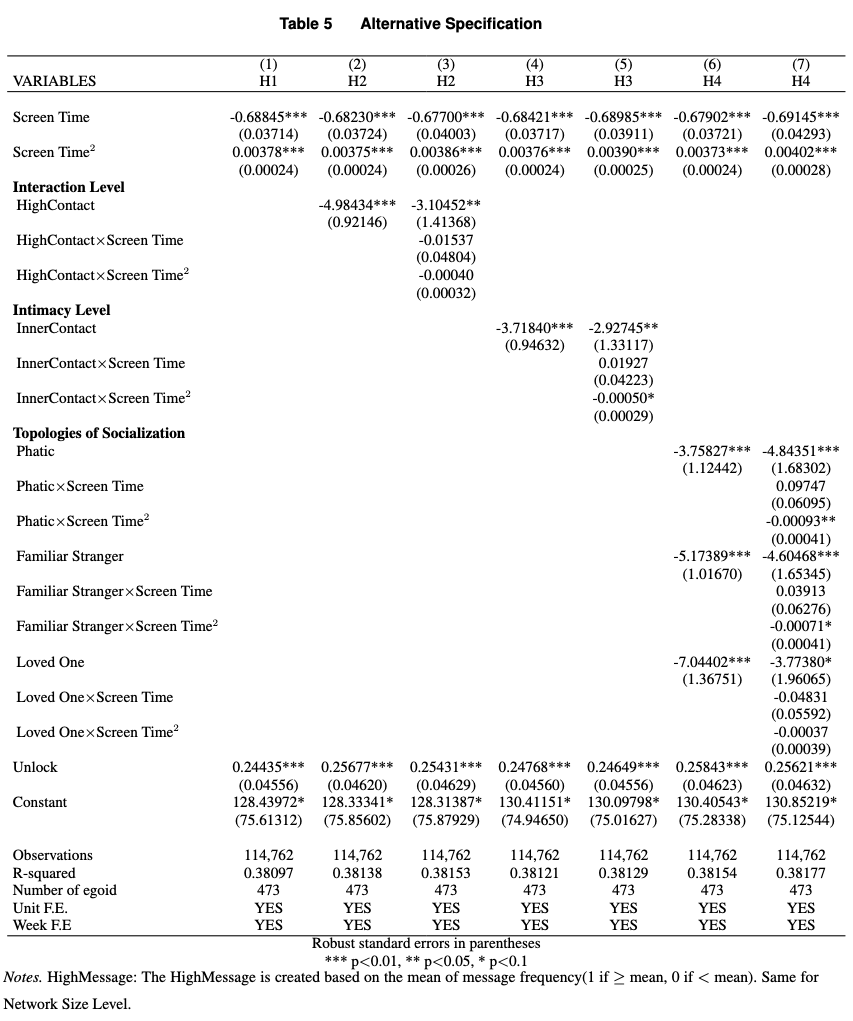 Table 5 Alternative Specification
(1) (2) (3) (4) (5) (6) (7)
VARIABLES H1 H2 H2 H3 H3 H4 H4
Screen Time -0.68845*** -0.68230*** -0.67700*** -0.68421*** -0.68985*** -0.67902*** -0.69145***
(0.03714) (0.03724) (0.04003) (0.03717) (0.03911) (0.03721) (0.04293)
Screen Time² 0.00378*** 0.00375*** 0.00386*** 0.00376*** 0.00390*** 0.00373*** 0.00402***
(0.00024) (0.00024) (0.00026) (0.00024) (0.00025) (0.00024) (0.00028)
Interaction Level
HighContact -4.98434*** -3.10452**
(0.92146) (1.41368)
HighContact×Screen Time -0.01537
(0.04804)
HighContact×Screen Time² -0.00040
(0.00032)
Intimacy Level
InnerContact -3.71840*** -2.92745**
(0.94632) (1.33117)
InnerContact×Screen Time 0.01927
(0.04223)
InnerContact×Screen Time² -0.00050*
(0.00029)
Topologies of Socialization
Phatic -3.75827*** -4.84351***
(1.12442) (1.68302)
Phatic×Screen Time 0.09747
(0.06095)
Phatic×Screen Time² -0.00093**
(0.00041)
Familiar Stranger -5.17389*** -4.60468***
(1.01670) (1.65345)
Familiar Stranger×Screen Time 0.03913
(0.06276)
Familiar Stranger×Screen Time² -0.00071*
(0.00041)
Loved One -7.04402*** -3.77380*
(1.36751) (1.96065)
Loved One×Screen Time -0.04831
(0.05592)
Loved One×Screen Time² -0.00037
(0.00039)
Unlock 0.24435*** 0.25677*** 0.25431*** 0.24768*** 0.24649*** 0.25843*** 0.25621***
(0.04556) (0.04620) (0.04629) (0.04560) (0.04556) (0.04623) (0.04632)
Constant 128.43972* 128.33341* 128.31387* 130.41151* 130.09798* 130.40543* 130.85219*
(75.61312) (75.85602) (75.87929) (74.94650) (75.01627) (75.28338) (75.12544)
Observations 114,762 114,762 114,762 114,762 114,762 114,762 114,762
R-squared 0.38097 0.38138 0.38153 0.38121 0.38129 0.38154 0.38177
Number of egoid 473 473 473 473 473 473 473
Unit F.E. YES YES YES YES YES YES YES
Week F.E YES YES YES YES YES YES YES
Robust standard errors in parentheses
*** p<0.01, ** p<0.05, * p<0.1
Notes. HighMessage: The HighMessage is created based on the mean of message frequency(1 if ≥ mean, 0 if < mean). Same for
Network Size Level.